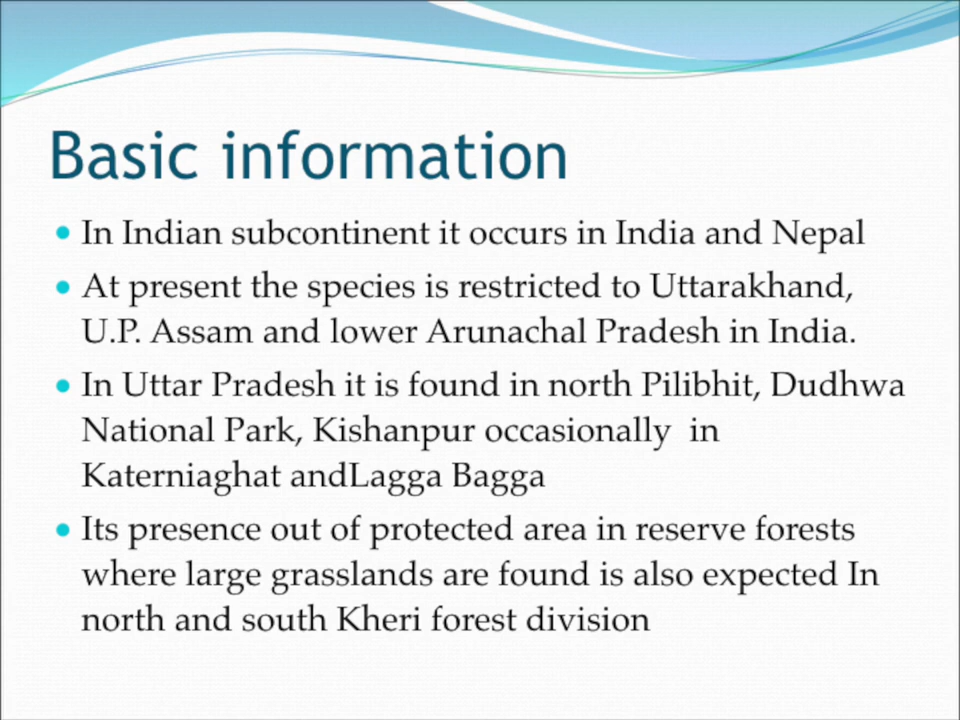 Basic information
• In Indian subcontinent it occurs in India and Nepal
• At present the species is restricted to Uttarakhand,
U.P. Assam and lower Arunachal Pradesh in India.
• In Uttar Pradesh it is found in north Pilibhit, Dudhwa
National Park, Kishanpur occasionally  in
Katerniaghat andLagga Bagga
• Its presence out of protected area in reserve forests
where large grasslands are found is also expected In
north and south Kheri forest division